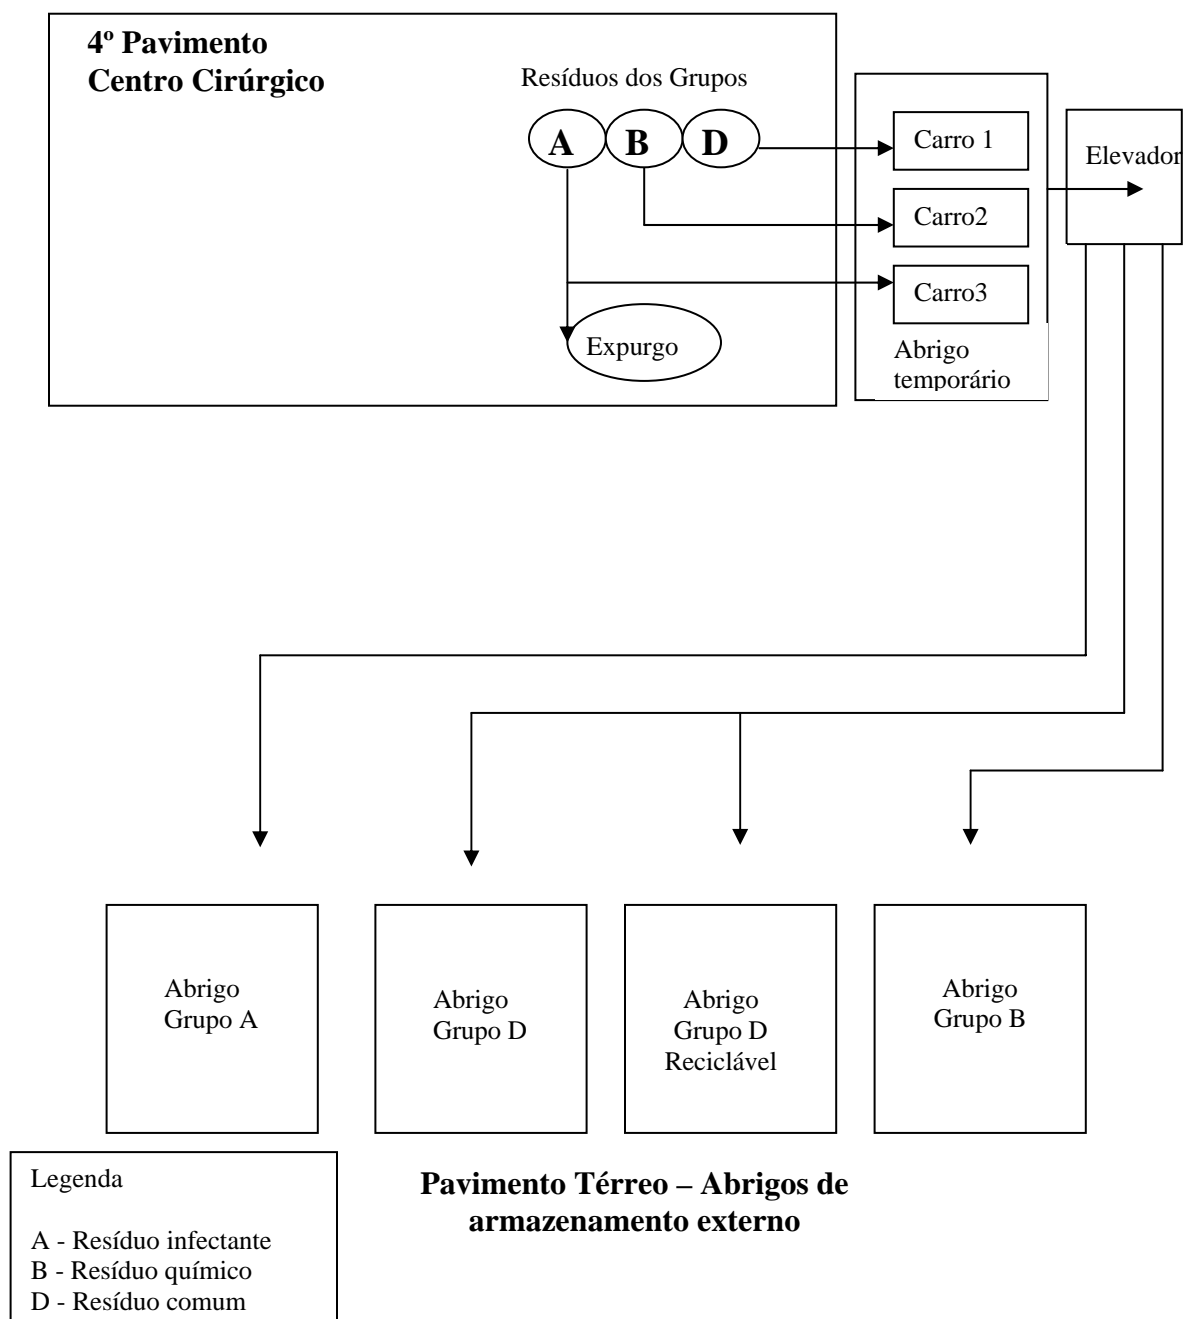 4º Pavimento
Centro Cirúrgico
Resíduos dos Grupos
A B D
Carro 1
Elevador
Carro2
Carro3
Expurgo
Abrigo
temporário
Abrigo
Grupo A
Abrigo
Grupo D
Abrigo
Grupo D
Reciclável
Abrigo
Grupo B
Legenda
A - Resíduo infectante
B - Resíduo químico
D - Resíduo comum
Pavimento Térreo – Abrigos de
armazenamento externo